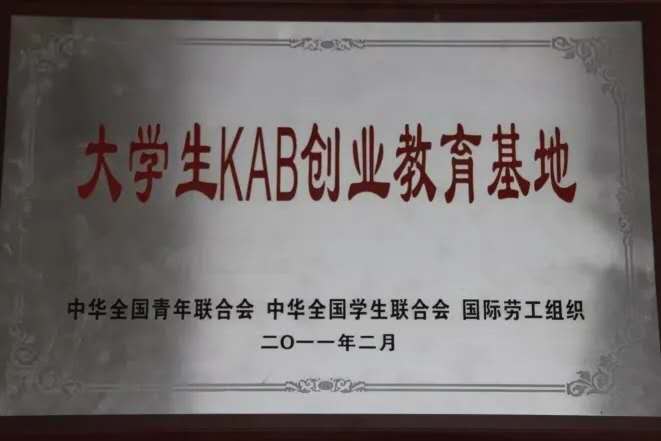 大学生KAB创业教育基地
中华全国青年联合会 中华全国学生联合会 国际劳工组织
二O一一年二月